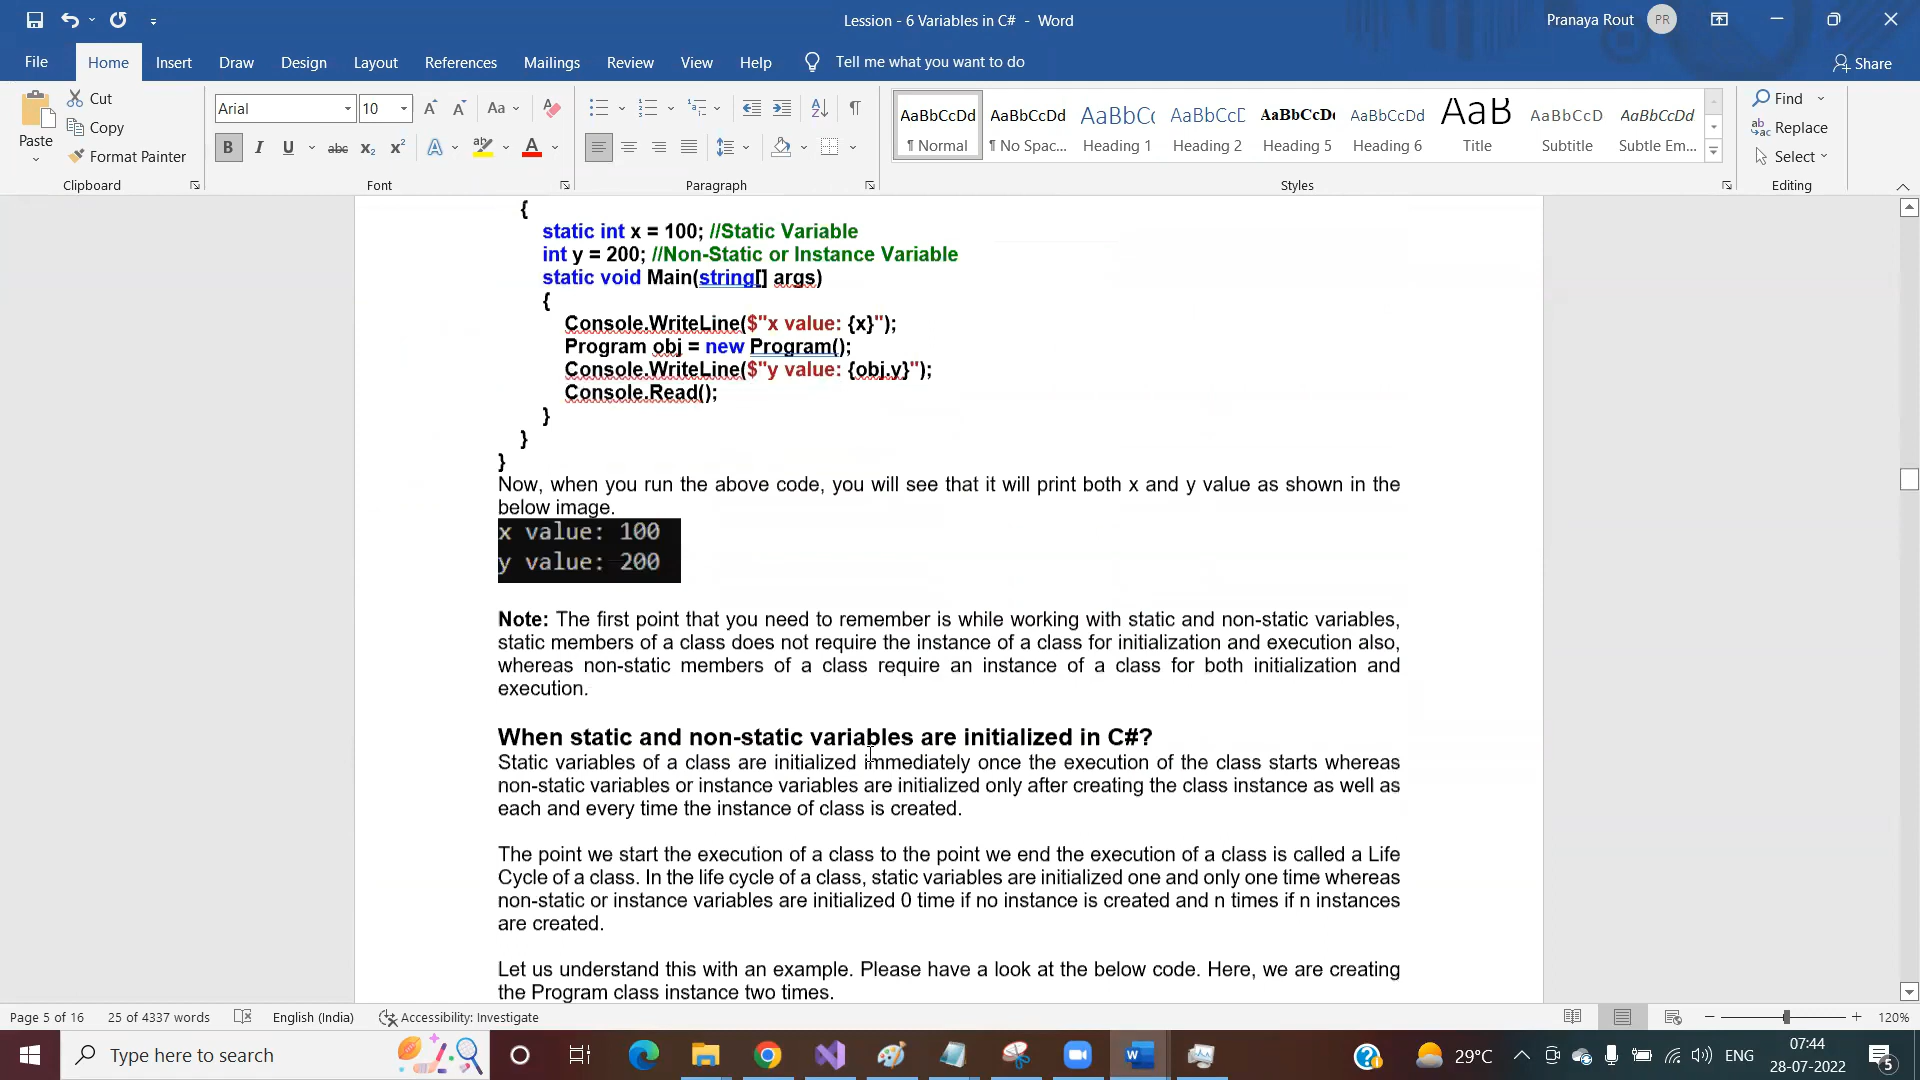 Lession - 6 Variables in C# - Word
Pranaya Rout
PR
File Home Insert Draw Design Layout References Mailings Review View Help Tell me what you want to do
Share
Paste
Cut
Copy
Format Painter
Clipboard
Arial 10
Aa
B I U abc x₂ x² A ab A
Font
Paragraph
AaBbCcDd AaBbCcDd AaBbC( AaBbCcD AaBbCcDc AaBbCcDd AaB AaBbCcD AaBbCcDd
¶ Normal ¶ No Spac... Heading 1 Heading 2 Heading 5 Heading 6 Title Subtitle Subtle Em...
Styles
Find
Replace
Select
Editing
{
static int x = 100; //Static Variable
int y = 200; //Non-Static or Instance Variable
static void Main(string[] args)
{
Console.WriteLine($"x value: {x}");
Program obj = new Program();
Console.WriteLine($"y value: {obj.y}");
Console.Read();
}
}
}
Now, when you run the above code, you will see that it will print both x and y value as shown in the
below image.
x value: 100
y value: 200
Note: The first point that you need to remember is while working with static and non-static variables,
static members of a class does not require the instance of a class for initialization and execution also,
whereas non-static members of a class require an instance of a class for both initialization and
execution.
When static and non-static variables are initialized in C#?
Static variables of a class are initialized immediately once the execution of the class starts whereas
non-static variables or instance variables are initialized only after creating the class instance as well as
each and every time the instance of class is created.
The point we start the execution of a class to the point we end the execution of a class is called a Life
Cycle of a class. In the life cycle of a class, static variables are initialized one and only one time whereas
non-static or instance variables are initialized 0 time if no instance is created and n times if n instances
are created.
Let us understand this with an example. Please have a look at the below code. Here, we are creating
the Program class instance two times.
Page 5 of 16 25 of 4337 words English (India) Accessibility: Investigate
120%
Type here to search
29°C
ENG
07:44
28-07-2022
5